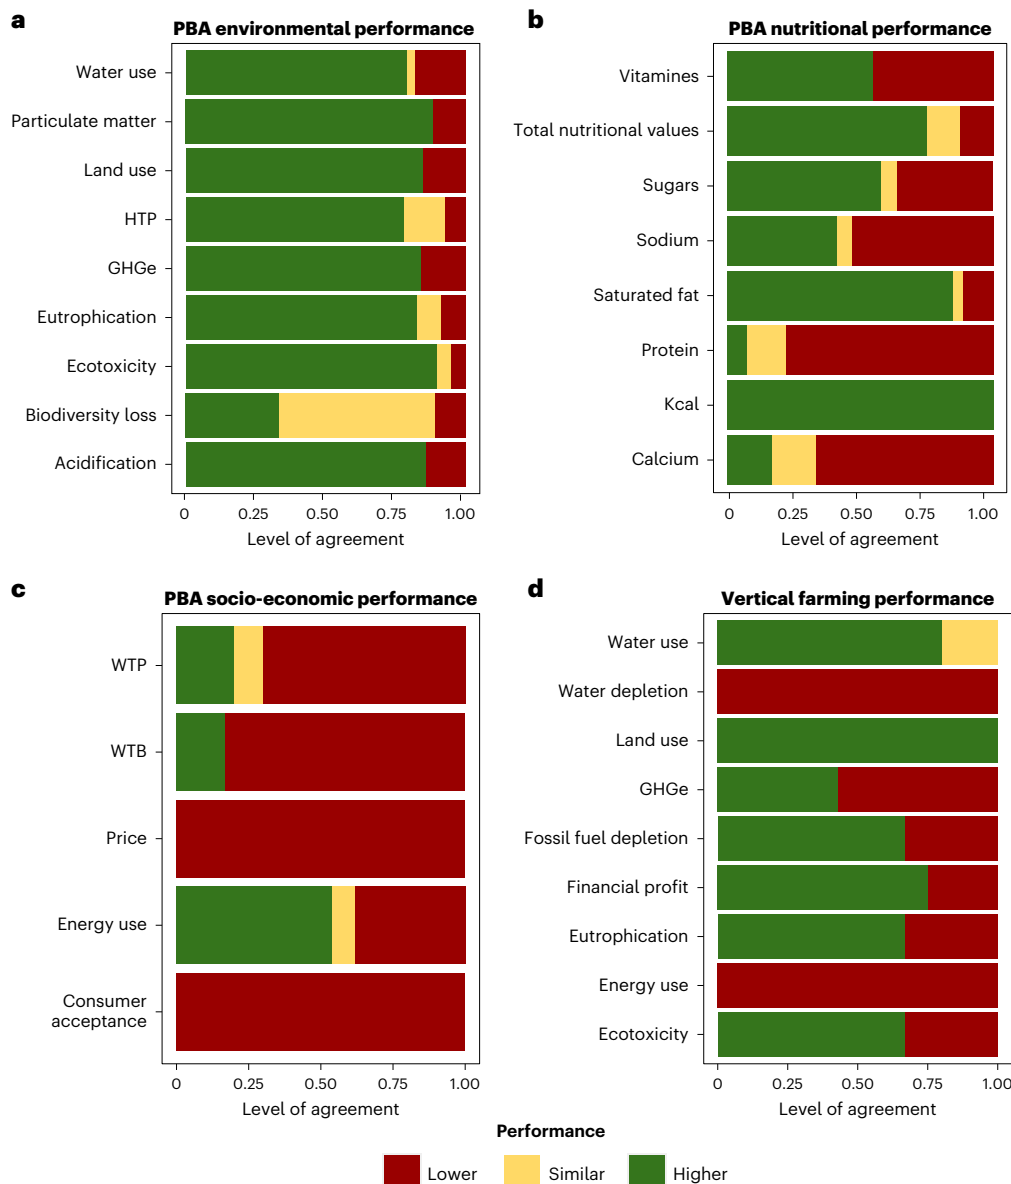 a
PBA environmental performance
Water use
Particulate matter
Land use
HTP
GHGe
Eutrophication
Ecotoxicity
Biodiversity loss
Acidification
0 0.25 0.50 0.75 1.00
Level of agreement
b
PBA nutritional performance
Vitamines
Total nutritional values
Sugars
Sodium
Saturated fat
Protein
Kcal
Calcium
0 0.25 0.50 0.75 1.00
Level of agreement
c
PBA socio-economic performance
WTP
WTB
Price
Energy use
Consumer
acceptance
0 0.25 0.50 0.75 1.00
Level of agreement
d
Vertical farming performance
Water use
Water depletion
Land use
GHGe
Fossil fuel depletion
Financial profit
Eutrophication
Energy use
Ecotoxicity
0 0.25 0.50 0.75 1.00
Level of agreement
Performance
Lower Similar Higher